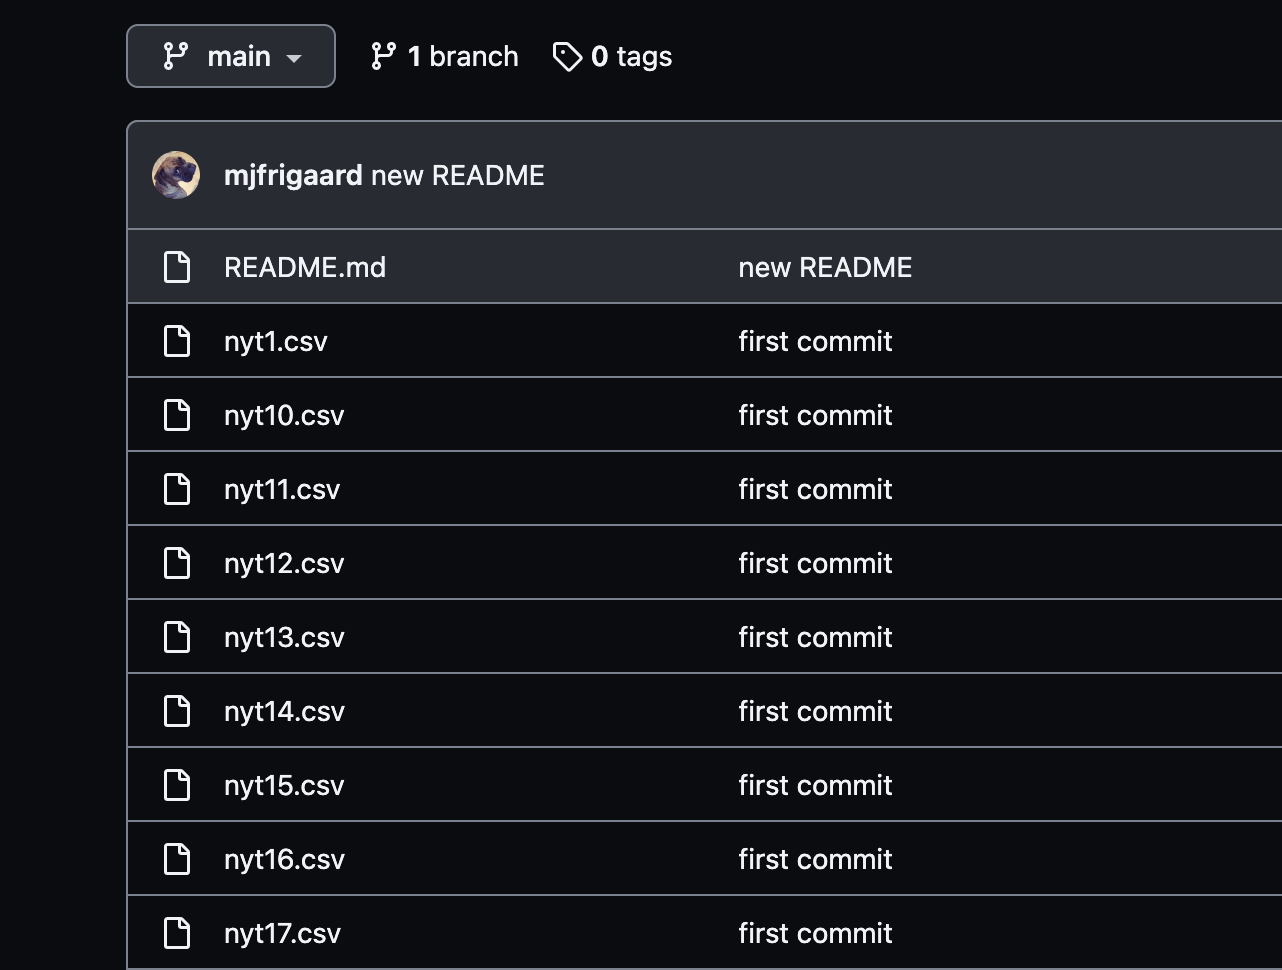 main 1 branch 0 tags
mjfrigaard new README
README.md new README
nyt1.csv first commit
nyt10.csv first commit
nyt11.csv first commit
nyt12.csv first commit
nyt13.csv first commit
nyt14.csv first commit
nyt15.csv first commit
nyt16.csv first commit
nyt17.csv first commit